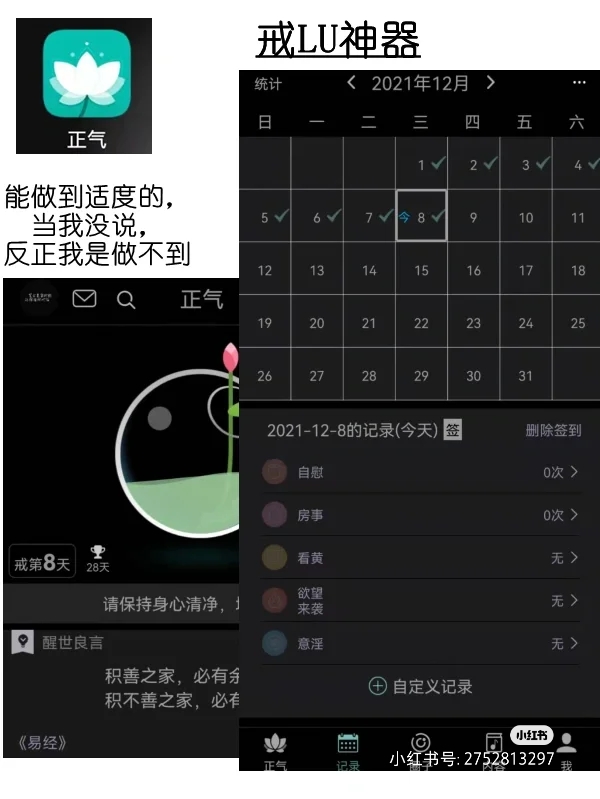 戒LU神器
正气
能做到适度的，
当我没说，
反正我是做不到
正气
戒第8天
28天
请保持身心清净，
醒世良言
积善之家，必有余
积不善之家，必有
《易经》
统计
2021年12月
日 一 二 三 四 五 六
1 2 3 4
5 6 7 今 8 9 10 11
12 13 14 15 16 17 18
19 20 21 22 23 24 25
26 27 28 29 30 31
2021-12-8的记录(今天) 签 删除签到
自慰 0次
房事 0次
看黄 无
欲望
来袭 无
意淫 无
自定义记录
正气 记录 圈子 内容 我
小红书
小红书号: 2752813297